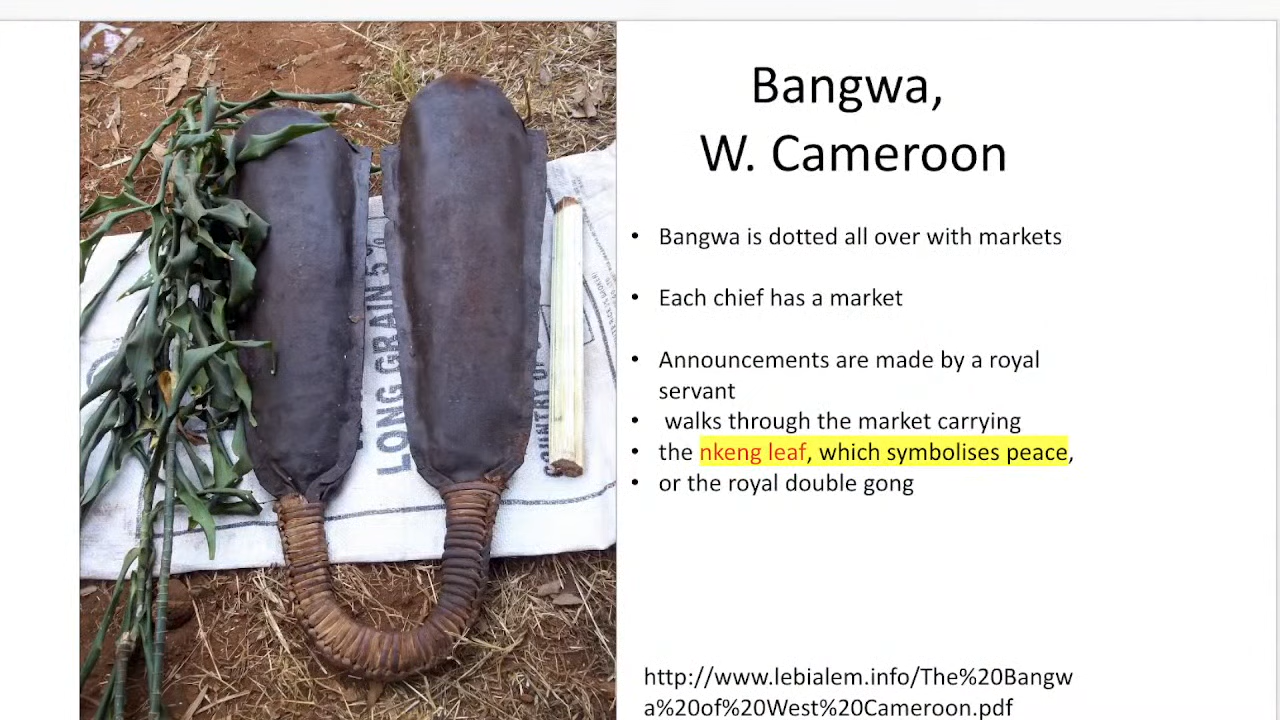 Bangwa,
W. Cameroon
• Bangwa is dotted all over with markets
• Each chief has a market
• Announcements are made by a royal
servant
• walks through the market carrying
• the nkeng leaf, which symbolises peace,
• or the royal double gong
http://www.lebialem.info/The%20Bangw
a%20of%20West%20Cameroon.pdf
LONG GRAIN 5%
COUNTRY O